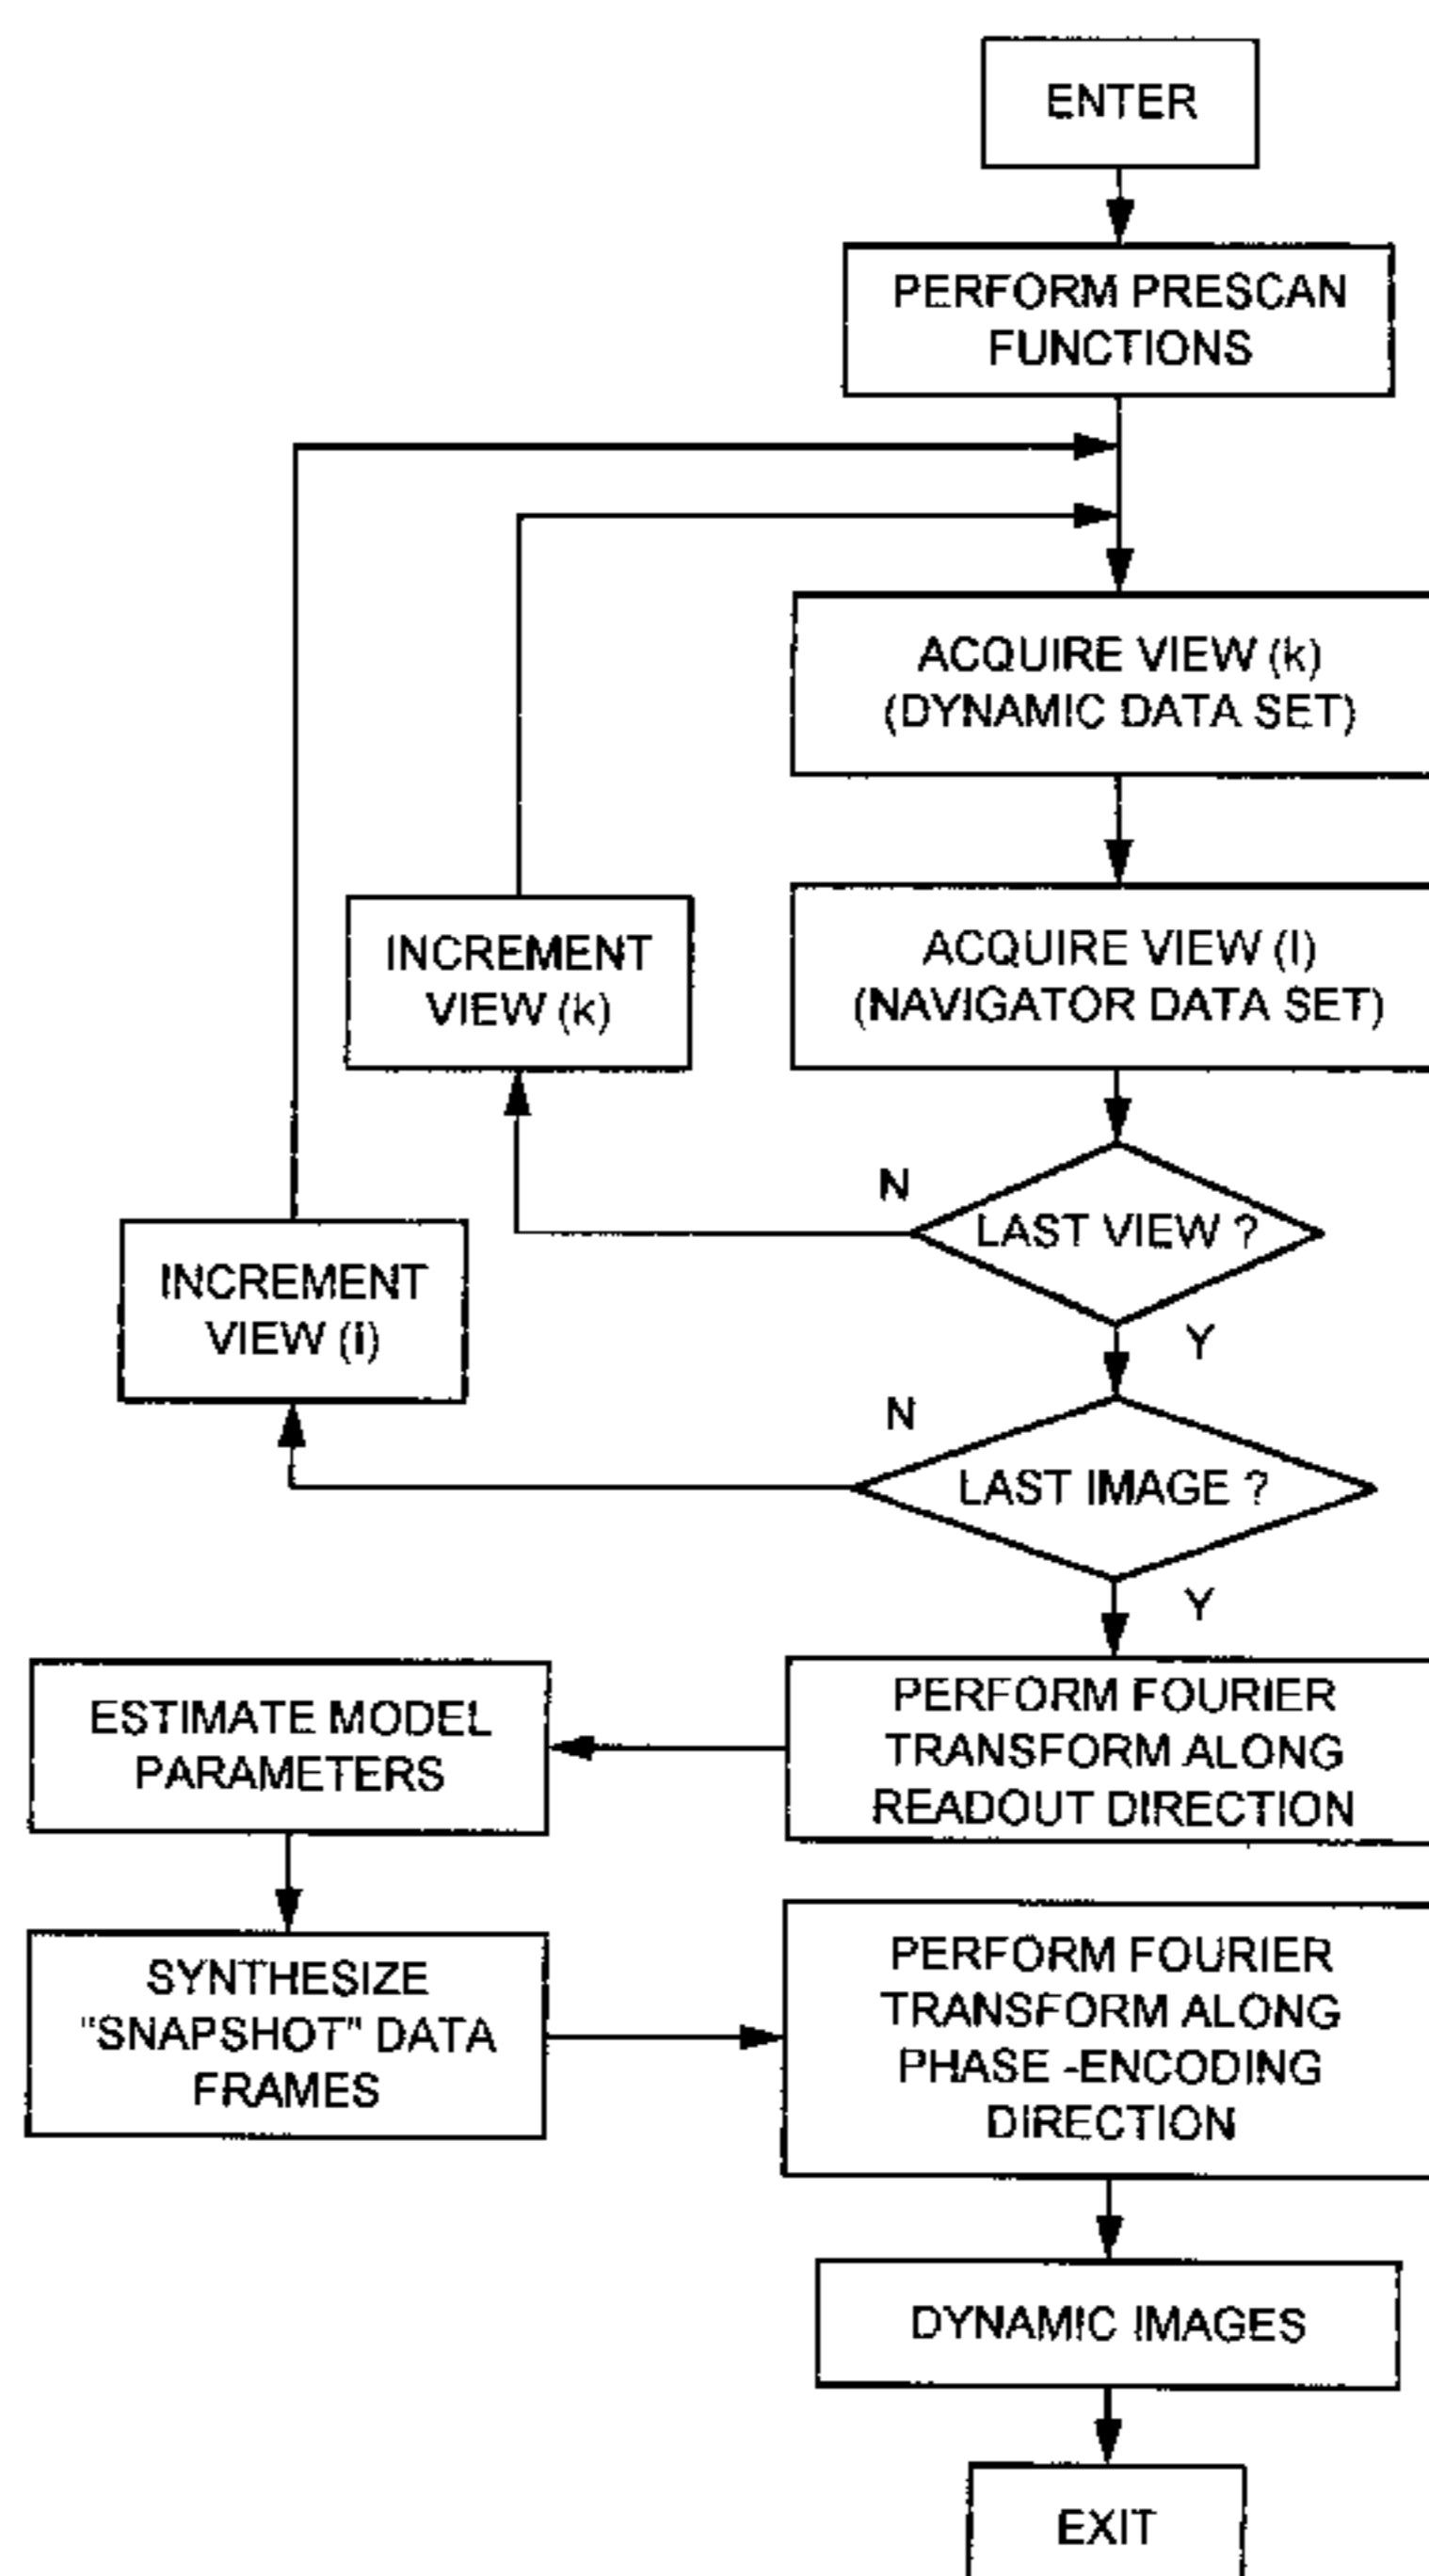 ENTER
PERFORM PRESCAN
FUNCTIONS
ACQUIRE VIEW (k)
(DYNAMIC DATA SET)
INCREMENT
VIEW (k)
ACQUIRE VIEW (l)
(NAVIGATOR DATA SET)
N
LAST VIEW ?
INCREMENT
VIEW (i)
Y
N
LAST IMAGE ?
Y
ESTIMATE MODEL
PARAMETERS
PERFORM FOURIER
TRANSFORM ALONG
READOUT DIRECTION
SYNTHESIZE
"SNAPSHOT" DATA
FRAMES
PERFORM FOURIER
TRANSFORM ALONG
PHASE -ENCODING
DIRECTION
DYNAMIC IMAGES
EXIT